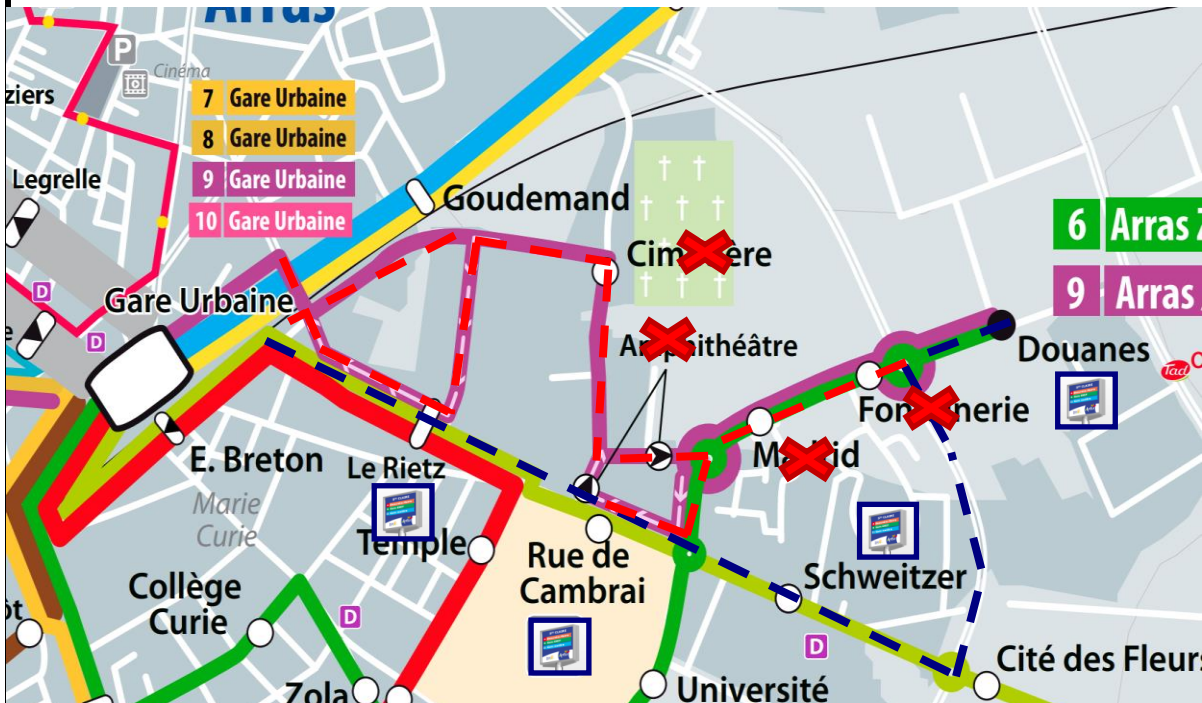 Arras
P
Cinéma
ziers
7 Gare Urbaine
8 Gare Urbaine
9 Gare Urbaine
10 Gare Urbaine
Legrelle
Goudemand
6 Arras
9 Arras
D
Gare Urbaine
D
Douanes
Tad
E. Breton
Le Rietz
Marie
Curie
Temple
Rue de
Cambrai
Schweitzer
Collège
Curie
D
D
Cité des Fleurs
Zola
Université